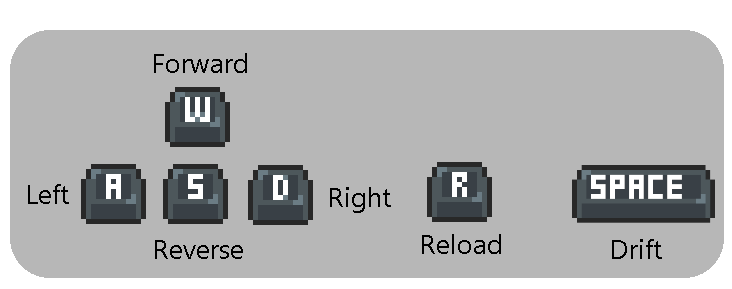 Forward
W
Left A S D Right
Reverse
R
Reload
SPACE
Drift